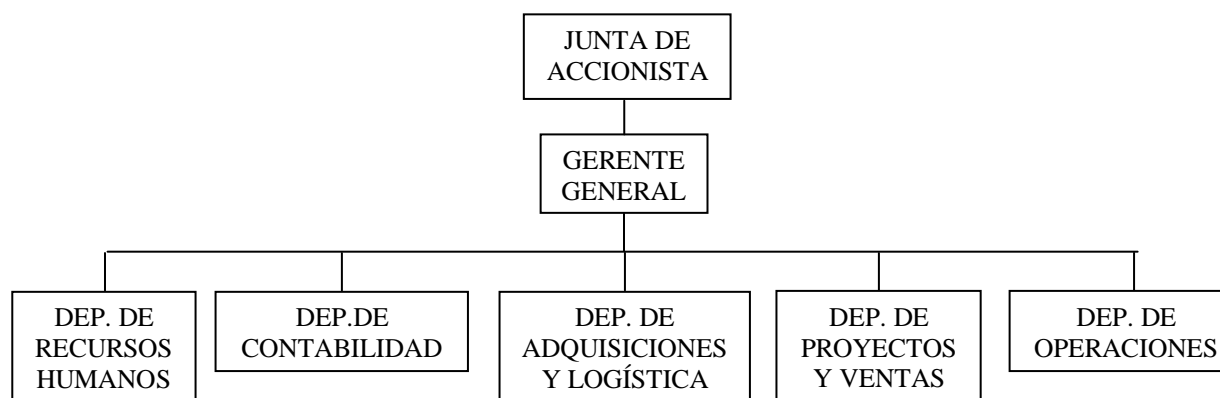 JUNTA DE
ACCIONISTA
GERENTE
GENERAL
DEP. DE
RECURSOS
HUMANOS
DEP.DE
CONTABILIDAD
DEP. DE
ADQUISICIONES
Y LOGÍSTICA
DEP. DE
PROYECTOS
Y VENTAS
DEP. DE
OPERACIONES